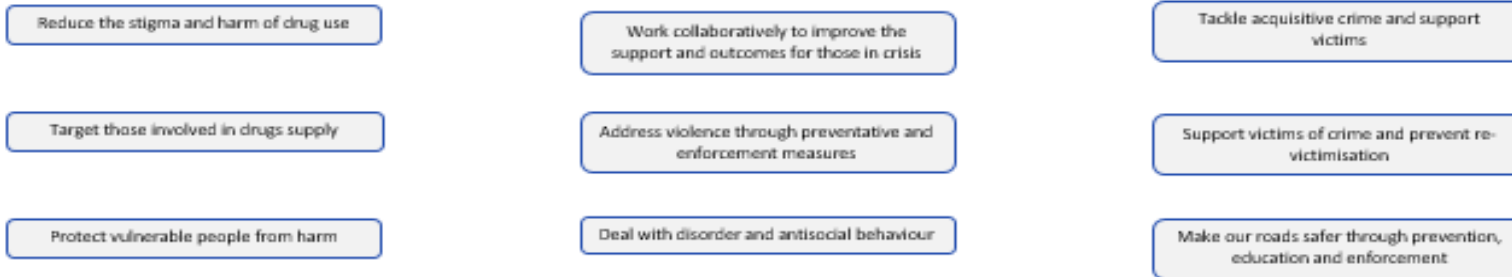 Reduce the stigma and harm of drug use
Target those involved in drugs supply
Protect vulnerable people from harm
Work collaboratively to improve the
support and outcomes for those in crisis
Address violence through preventative and
enforcement measures
Deal with disorder and antisocial behaviour
Tackle acquisitive crime and support
victims
Support victims of crime and prevent re-
victimisation
Make our roads safer through prevention,
education and enforcement